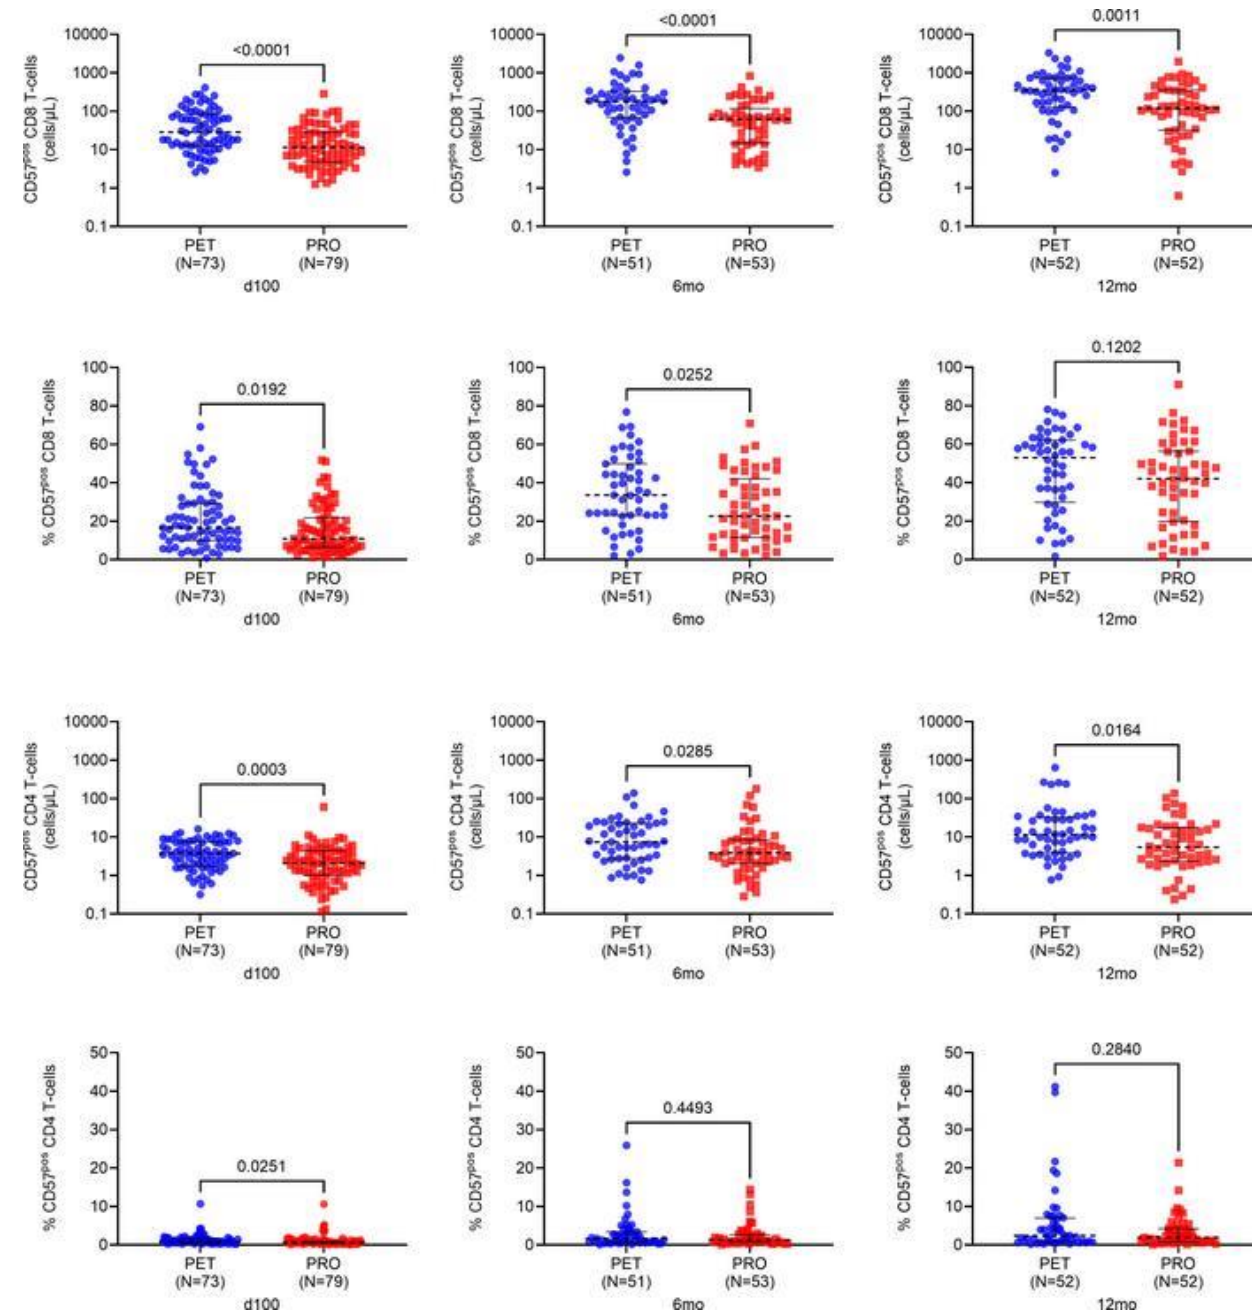 <0.0001
10000
1000
100
10
1
0.1
CD57pos CD8 T-cells
(cells/µL)
PET
(N=73)
PRO
(N=79)
d100
<0.0001
10000
1000
100
10
1
0.1
CD57pos CD8 T-cells
(cells/µL)
PET
(N=51)
PRO
(N=53)
6mo
0.0011
10000
1000
100
10
1
0.1
CD57pos CD8 T-cells
(cells/µL)
PET
(N=52)
PRO
(N=52)
12mo
0.0192
100
80
60
40
20
0
% CD57pos CD8 T-cells
PET
(N=73)
PRO
(N=79)
d100
0.0252
100
80
60
40
20
0
% CD57pos CD8 T-cells
PET
(N=51)
PRO
(N=53)
6mo
0.1202
100
80
60
40
20
0
% CD57pos CD8 T-cells
PET
(N=52)
PRO
(N=52)
12mo
0.0003
10000
1000
100
10
1
0.1
CD57pos CD4 T-cells
(cells/µL)
PET
(N=73)
PRO
(N=79)
d100
0.0285
10000
1000
100
10
1
0.1
CD57pos CD4 T-cells
(cells/µL)
PET
(N=51)
PRO
(N=53)
6mo
0.0164
10000
1000
100
10
1
0.1
CD57pos CD4 T-cells
(cells/µL)
PET
(N=52)
PRO
(N=52)
12mo
0.0251
50
40
30
20
10
0
% CD57pos CD4 T-cells
PET
(N=73)
PRO
(N=79)
d100
0.4493
50
40
30
20
10
0
% CD57pos CD4 T-cells
PET
(N=51)
PRO
(N=53)
6mo
0.2840
50
40
30
20
10
0
% CD57pos CD4 T-cells
PET
(N=52)
PRO
(N=52)
12mo